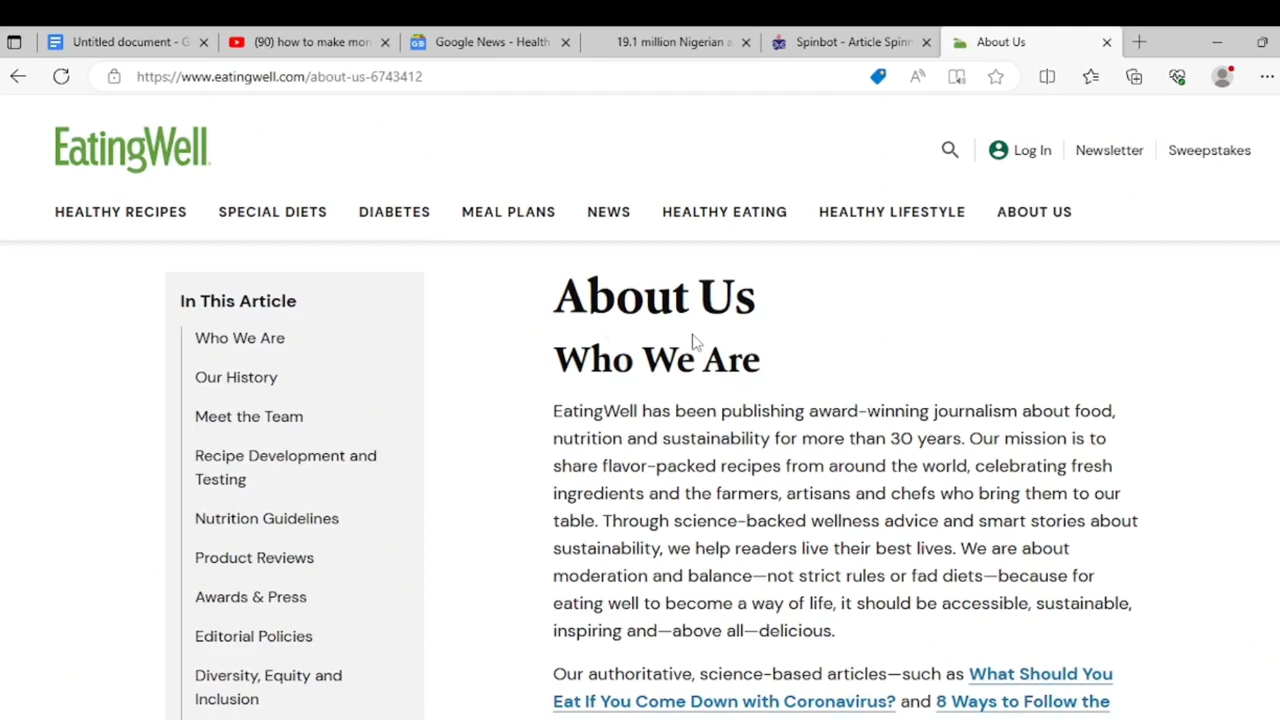 Untitled document - G
(90) how to make mon
Google News - Health
19.1 million Nigerian a
Spinbot - Article Spinn
About Us
https://www.eatingwell.com/about-us-6743412
EatingWell
Log In
Newsletter
Sweepstakes
HEALTHY RECIPES
SPECIAL DIETS
DIABETES
MEAL PLANS
NEWS
HEALTHY EATING
HEALTHY LIFESTYLE
ABOUT US
In This Article
Who We Are
Our History
Meet the Team
Recipe Development and
Testing
Nutrition Guidelines
Product Reviews
Awards & Press
Editorial Policies
Diversity, Equity and
Inclusion
About Us
Who We Are
EatingWell has been publishing award-winning journalism about food,
nutrition and sustainability for more than 30 years. Our mission is to
share flavor-packed recipes from around the world, celebrating fresh
ingredients and the farmers, artisans and chefs who bring them to our
table. Through science-backed wellness advice and smart stories about
sustainability, we help readers live their best lives. We are about
moderation and balance—not strict rules or fad diets—because for
eating well to become a way of life, it should be accessible, sustainable,
inspiring and—above all—delicious.
Our authoritative, science-based articles—such as What Should You
Eat If You Come Down with Coronavirus? and 8 Ways to Follow the